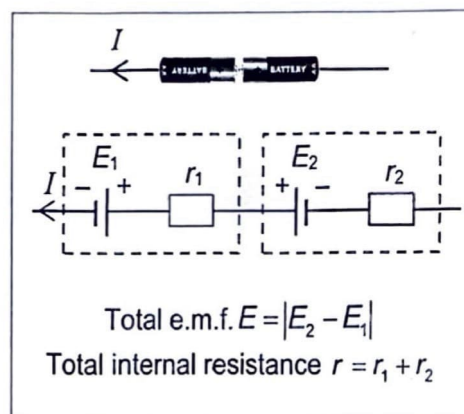 I
BATTERY BATTERY
E₁ r₁ E₂ r₂
I − + + −
Total e.m.f. E = |E₂ − E₁|
Total internal resistance r = r₁ + r₂